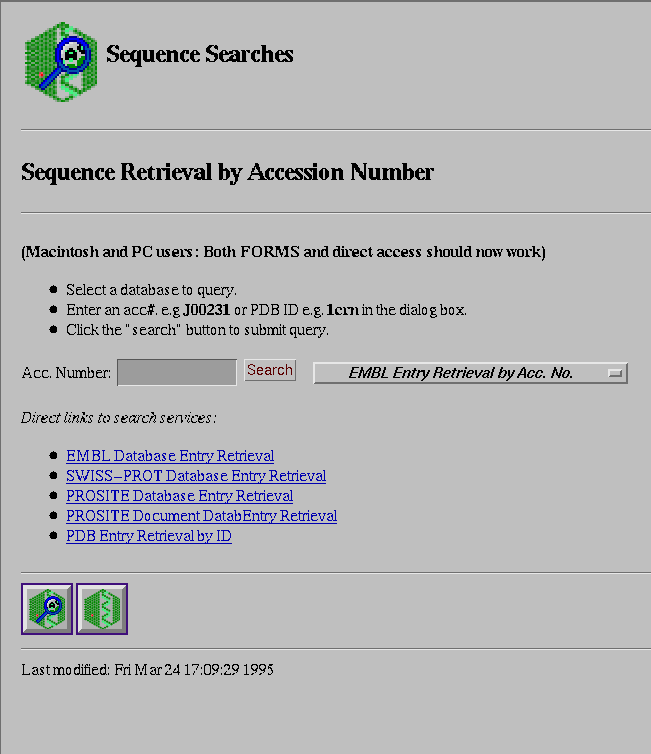 Sequence Searches
Sequence Retrieval by Accession Number
(Macintosh and PC users: Both FORMS and direct access should now work)
Select a database to query.
Enter an acc#. e.g J00231 or PDB ID e.g. 1crn in the dialog box.
Click the "search" button to submit query.
Acc. Number: Search EMBL Entry Retrieval by Acc. No.
Direct links to search services:
EMBL Database Entry Retrieval
SWISS-PROT Database Entry Retrieval
PROSITE Database Entry Retrieval
PROSITE Document DatabEntry Retrieval
PDB Entry Retrieval by ID
Last modified: Fri Mar 24 17:09:29 1995